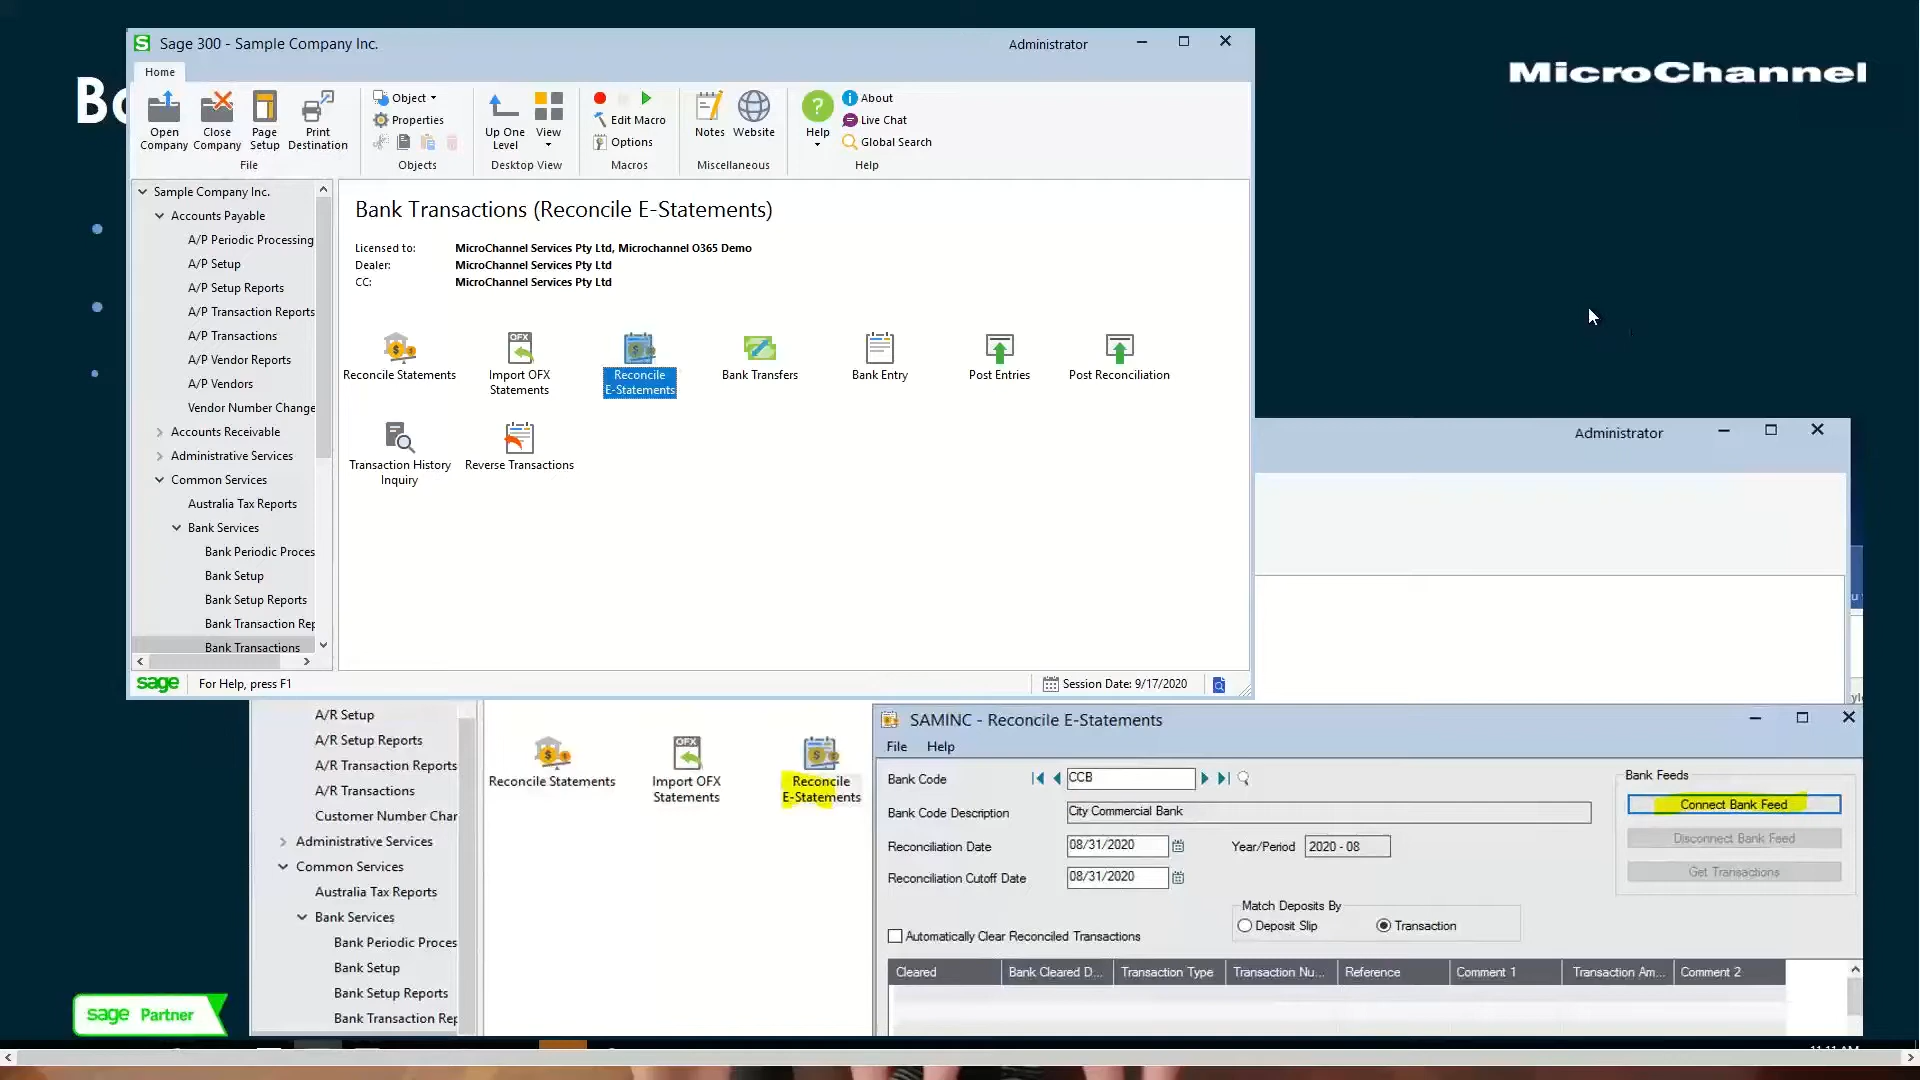 Sage 300 - Sample Company Inc.
Administrator
MicroChannel
Home
Open Company
Close Company
Page Setup
Print Destination
File
Object
Properties
Objects
Up One Level
View
Desktop View
Edit Macro
Options
Macros
Notes
Website
Miscellaneous
Help
About
Live Chat
Global Search
Help
Sample Company Inc.
Accounts Payable
A/P Periodic Processing
A/P Setup
A/P Setup Reports
A/P Transaction Reports
A/P Transactions
A/P Vendor Reports
A/P Vendors
Vendor Number Change
Accounts Receivable
Administrative Services
Common Services
Australia Tax Reports
Bank Services
Bank Periodic Proces
Bank Setup
Bank Setup Reports
Bank Transaction Rep
Bank Transactions
Bank Transactions (Reconcile E-Statements)
Licensed to: MicroChannel Services Pty Ltd, Microchannel O365 Demo
Dealer: MicroChannel Services Pty Ltd
CC: MicroChannel Services Pty Ltd
Reconcile Statements
Import OFX
Statements
Reconcile
E-Statements
Bank Transfers
Bank Entry
Post Entries
Post Reconciliation
Transaction History
Inquiry
Reverse Transactions
sage
For Help, press F1
Session Date: 9/17/2020
Administrator
A/R Setup
A/R Setup Reports
A/R Transaction Reports
A/R Transactions
Customer Number Char
Administrative Services
Common Services
Australia Tax Reports
Bank Services
Bank Periodic Proces
Bank Setup
Bank Setup Reports
Bank Transaction Rep
Reconcile Statements
OFX
Import OFX
Statements
Reconcile
E-Statements
SAMINC - Reconcile E-Statements
File Help
Bank Code CCB
Bank Code Description City Commercial Bank
Reconciliation Date 08/31/2020
Year/Period 2020 - 08
Reconciliation Cutoff Date 08/31/2020
Match Deposits By
Deposit Slip
Transaction
Automatically Clear Reconciled Transactions
Bank Feeds
Connect Bank Feed
Disconnect Bank Feed
Get Transactions
Cleared Bank Cleared D... Transaction Type Transaction Nu... Reference Comment 1 Transaction Am... Comment 2
sage Partner